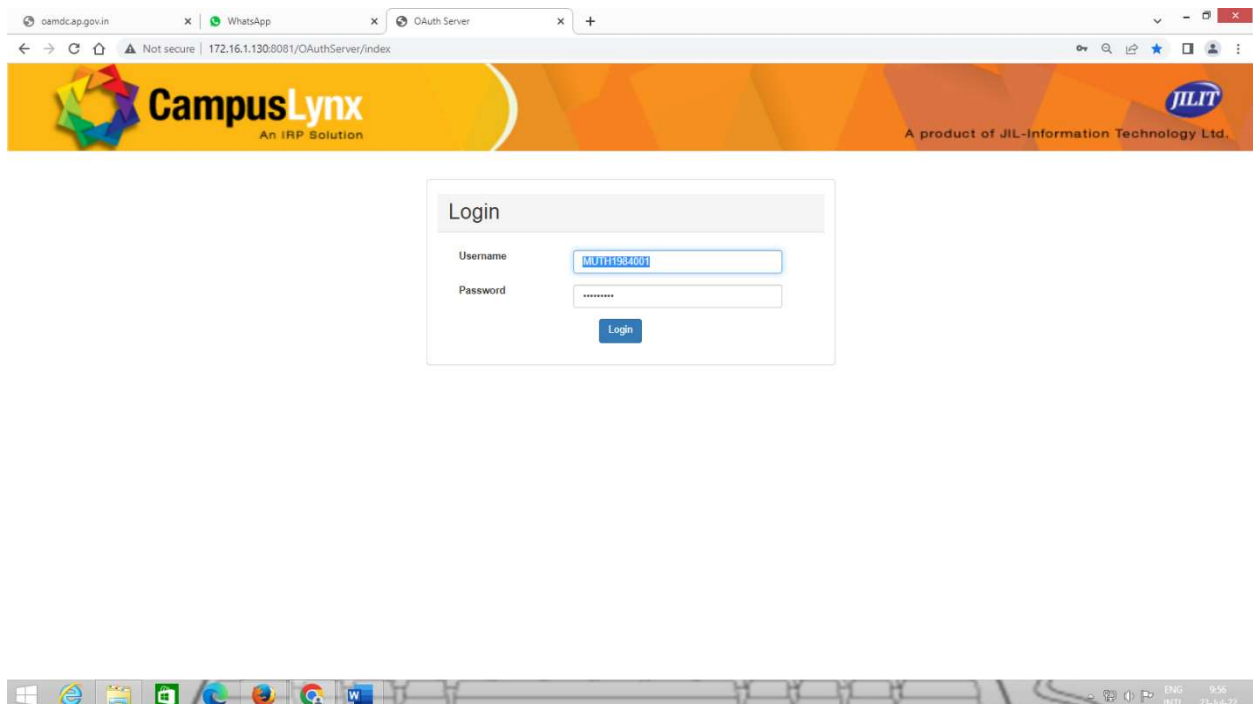 oamdc.ap.gov.in WhatsApp OAuth Server
Not secure 172.16.1.130:8081/OAuthServer/index
CampusLynx
An IRP Solution
JILIT
A product of JIL-Information Technology Ltd.
Login
Username MUTH1984001
Password •••••••••
Login
ENG 9:56
INTL